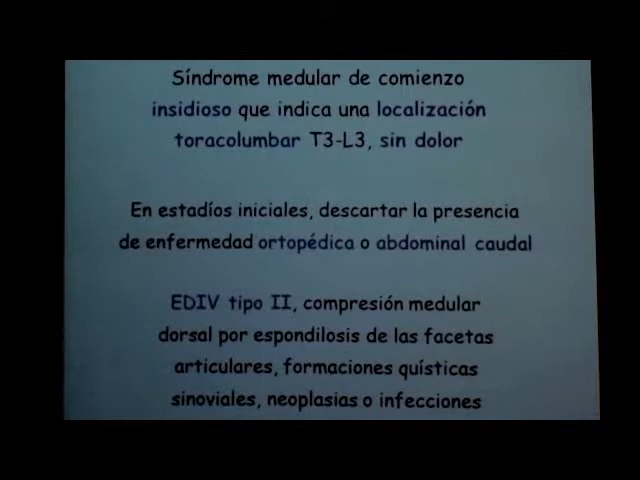 Síndrome medular de comienzo
insidioso que indica una localización
toracolumbar T3-L3, sin dolor
En estadíos iniciales, descartar la presencia
de enfermedad ortopédica o abdominal caudal
EDIV tipo II, compresión medular
dorsal por espondilosis de las facetas
articulares, formaciones quísticas
sinoviales, neoplasias o infecciones